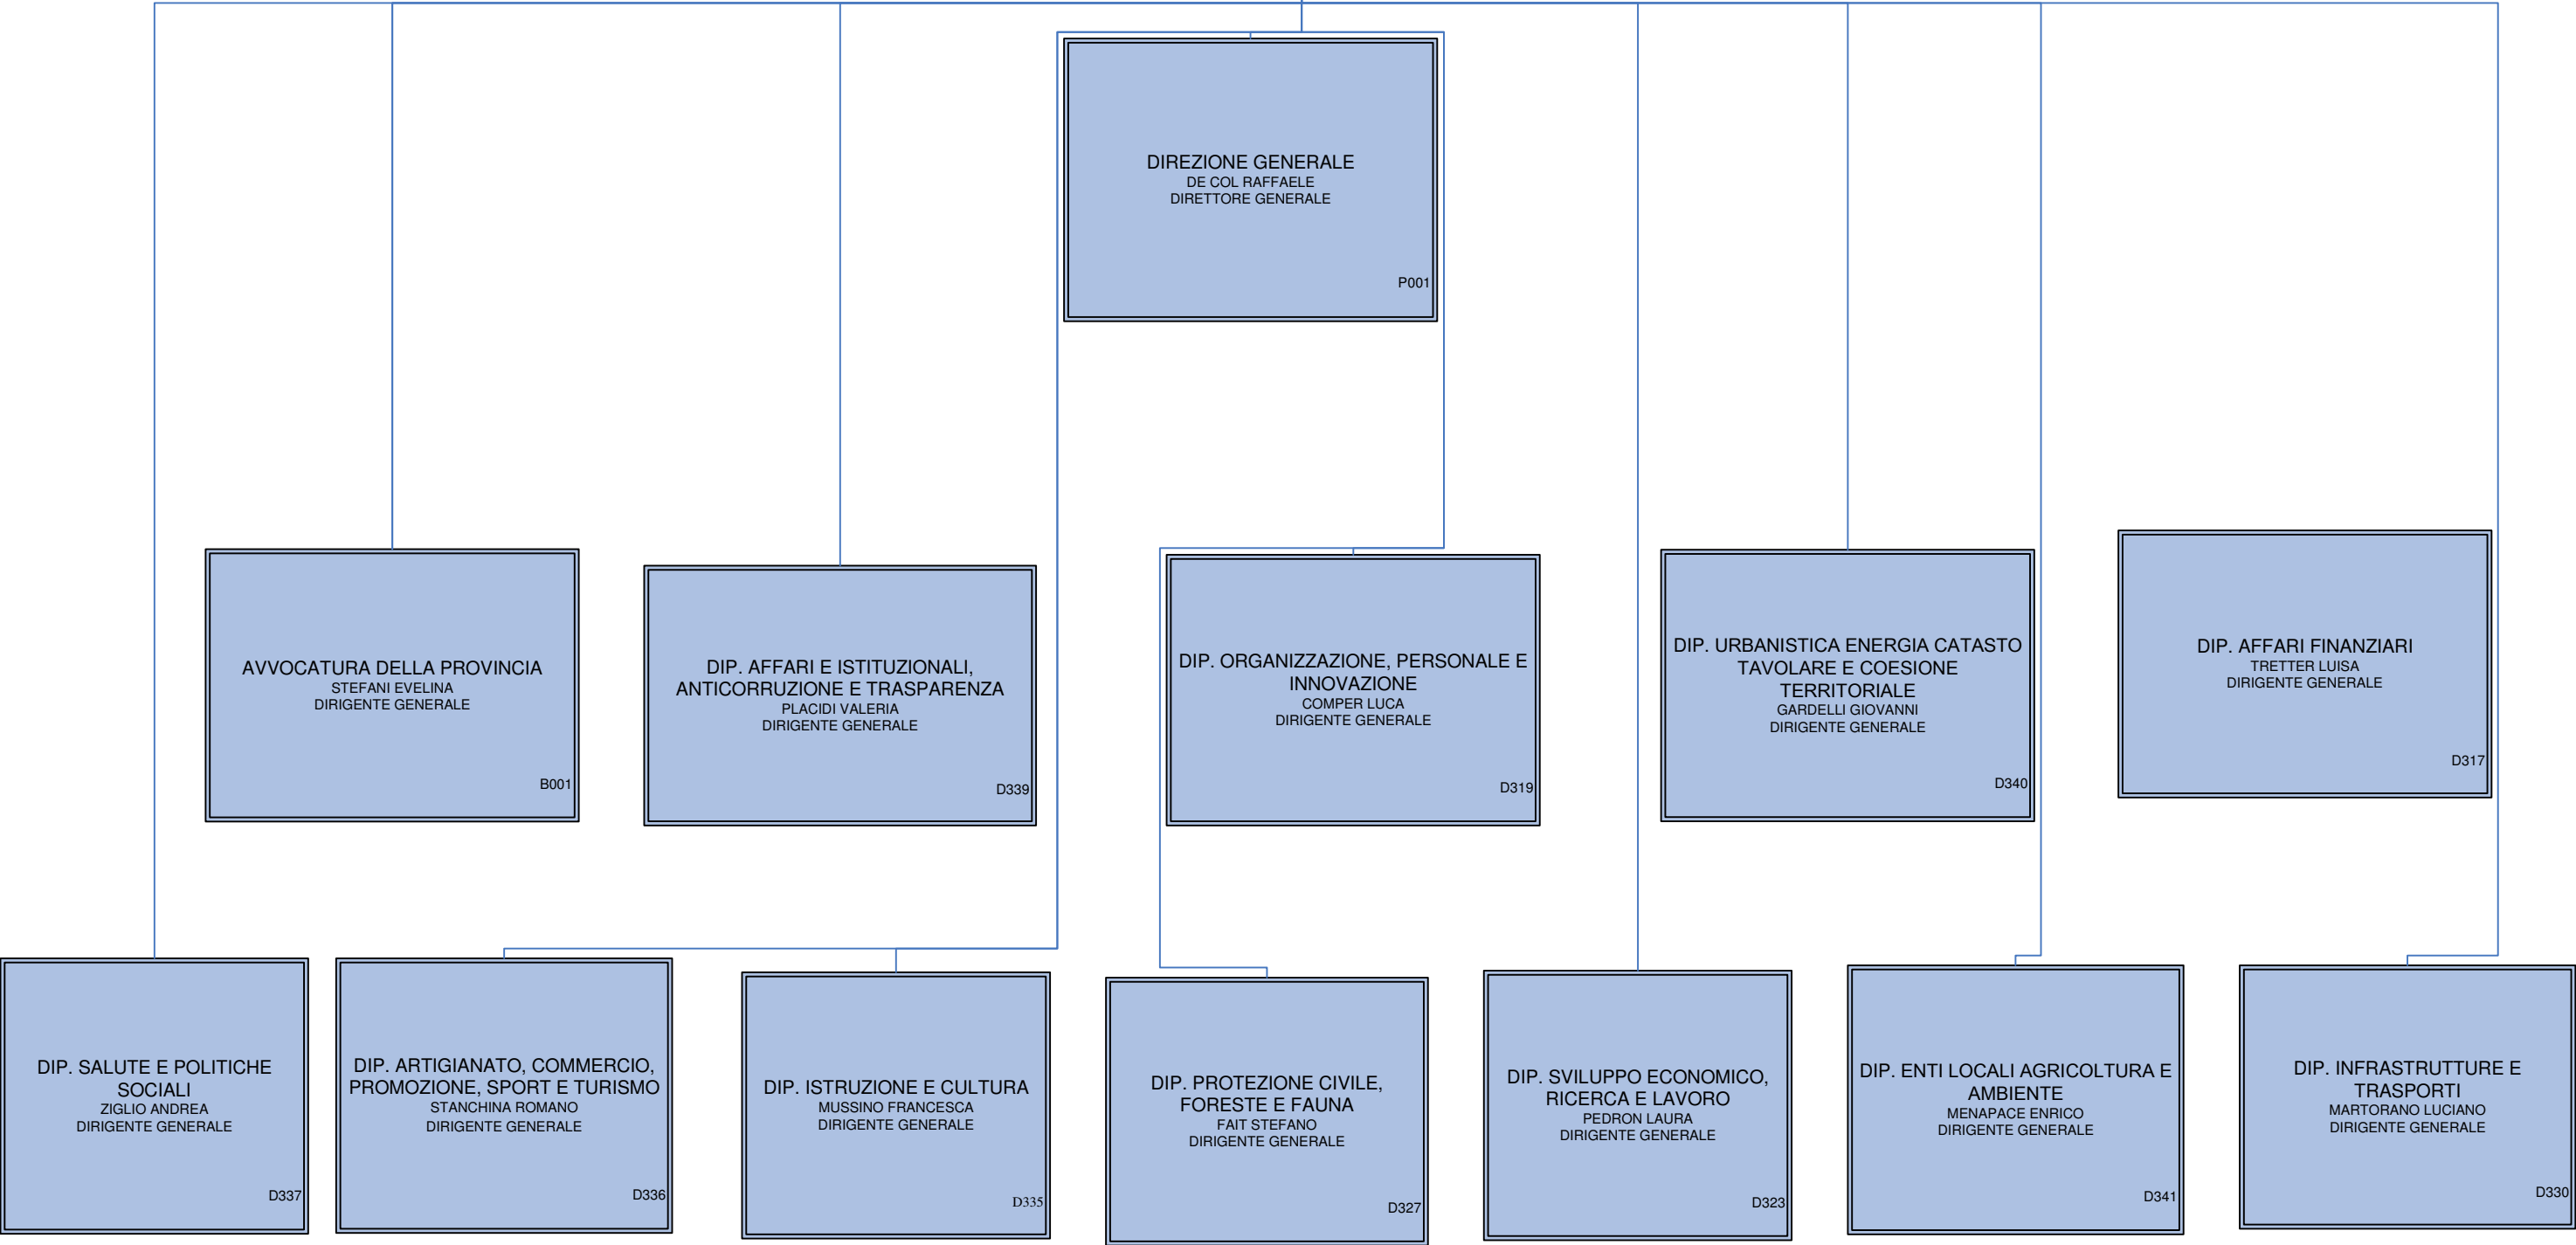 DIREZIONE GENERALE
DE COL RAFFAELE
DIRETTORE GENERALE
P001
AVVOCATURA DELLA PROVINCIA
STEFANI EVELINA
DIRIGENTE GENERALE
B001
DIP. AFFARI E ISTITUZIONALI,
ANTICORRUZIONE E TRASPARENZA
PLACIDI VALERIA
DIRIGENTE GENERALE
D339
DIP. ORGANIZZAZIONE, PERSONALE E
INNOVAZIONE
COMPER LUCA
DIRIGENTE GENERALE
D319
DIP. URBANISTICA ENERGIA CATASTO
TAVOLARE E COESIONE
TERRITORIALE
GARDELLI GIOVANNI
DIRIGENTE GENERALE
D340
DIP. AFFARI FINANZIARI
TRETTER LUISA
DIRIGENTE GENERALE
D317
DIP. SALUTE E POLITICHE
SOCIALI
ZIGLIO ANDREA
DIRIGENTE GENERALE
D337
DIP. ARTIGIANATO, COMMERCIO,
PROMOZIONE, SPORT E TURISMO
STANCHINA ROMANO
DIRIGENTE GENERALE
D336
DIP. ISTRUZIONE E CULTURA
MUSSINO FRANCESCA
DIRIGENTE GENERALE
D335
DIP. PROTEZIONE CIVILE,
FORESTE E FAUNA
FAIT STEFANO
DIRIGENTE GENERALE
D327
DIP. SVILUPPO ECONOMICO,
RICERCA E LAVORO
PEDRON LAURA
DIRIGENTE GENERALE
D323
DIP. ENTI LOCALI AGRICOLTURA E
AMBIENTE
MENAPACE ENRICO
DIRIGENTE GENERALE
D341
DIP. INFRASTRUTTURE E
TRASPORTI
MARTORANO LUCIANO
DIRIGENTE GENERALE
D330